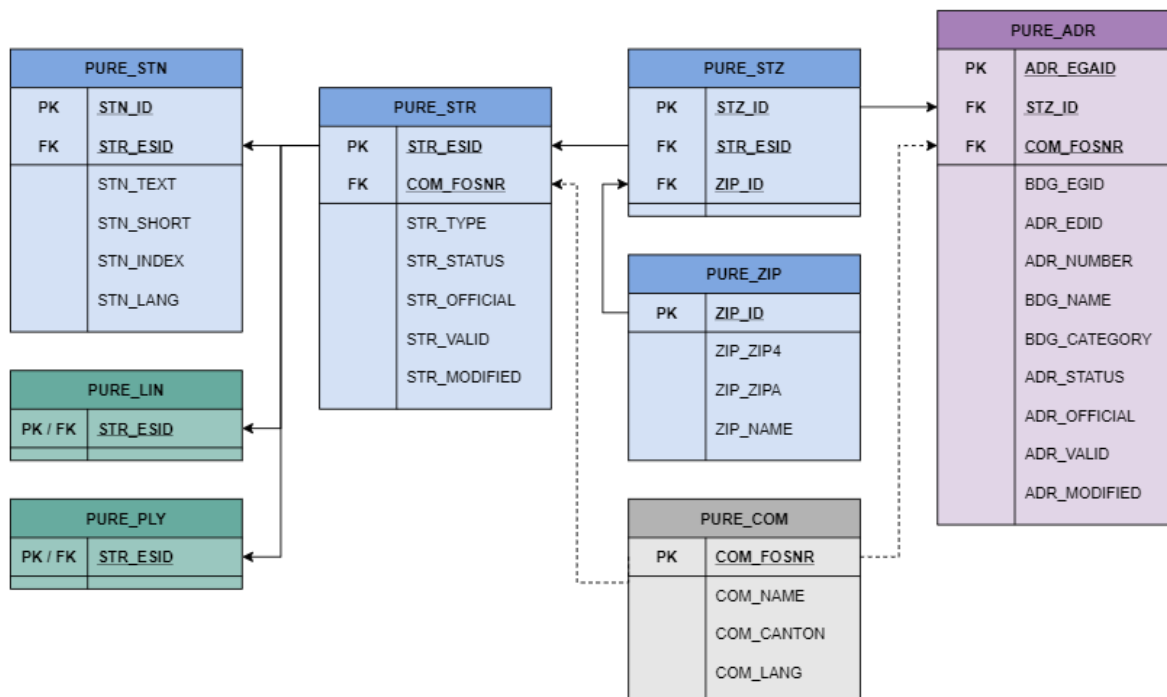 PURE_STN
PK STN_ID
FK STR_ESID
STN_TEXT
STN_SHORT
STN_INDEX
STN_LANG
PURE_LIN
PK / FK STR_ESID
PURE_PLY
PK / FK STR_ESID
PURE_STR
PK STR_ESID
FK COM_FOSNR
STR_TYPE
STR_STATUS
STR_OFFICIAL
STR_VALID
STR_MODIFIED
PURE_STZ
PK STZ_ID
FK STR_ESID
FK ZIP_ID
PURE_ZIP
PK ZIP_ID
ZIP_ZIP4
ZIP_ZIPA
ZIP_NAME
PURE_COM
PK COM_FOSNR
COM_NAME
COM_CANTON
COM_LANG
PURE_ADR
PK ADR_EGAID
FK STZ_ID
FK COM_FOSNR
BDG_EGID
ADR_EDID
ADR_NUMBER
BDG_NAME
BDG_CATEGORY
ADR_STATUS
ADR_OFFICIAL
ADR_VALID
ADR_MODIFIED